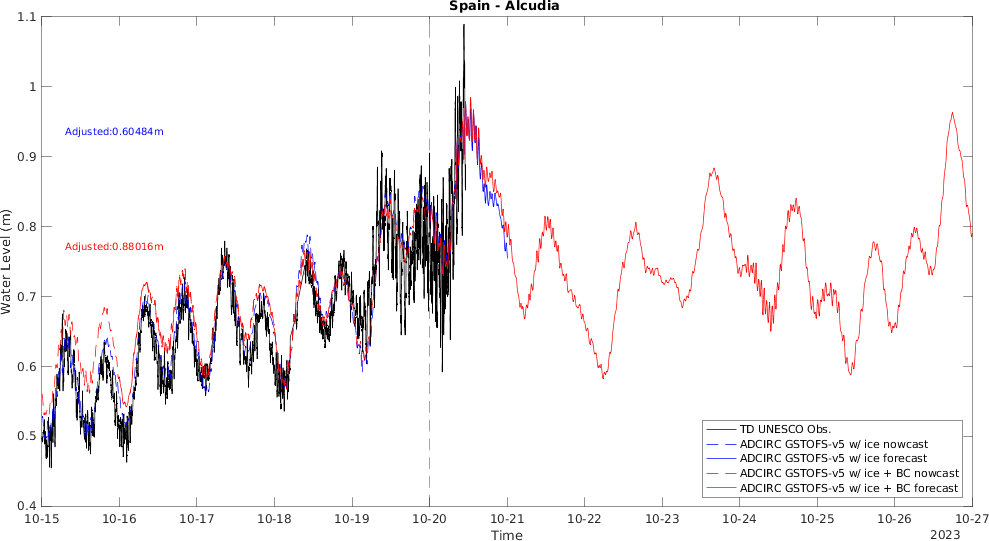 Spain - Alcudia
1.1
1
0.9
0.8
0.7
0.6
0.5
0.4
Water Level (m)
Adjusted:0.60484m
Adjusted:0.88016m
TD UNESCO Obs.
ADCIRC GSTOFS-v5 w/ ice nowcast
ADCIRC GSTOFS-v5 w/ ice forecast
ADCIRC GSTOFS-v5 w/ ice + BC nowcast
ADCIRC GSTOFS-v5 w/ ice + BC forecast
10-15 10-16 10-17 10-18 10-19 10-20 10-21 10-22 10-23 10-24 10-25 10-26 10-27
Time
2023